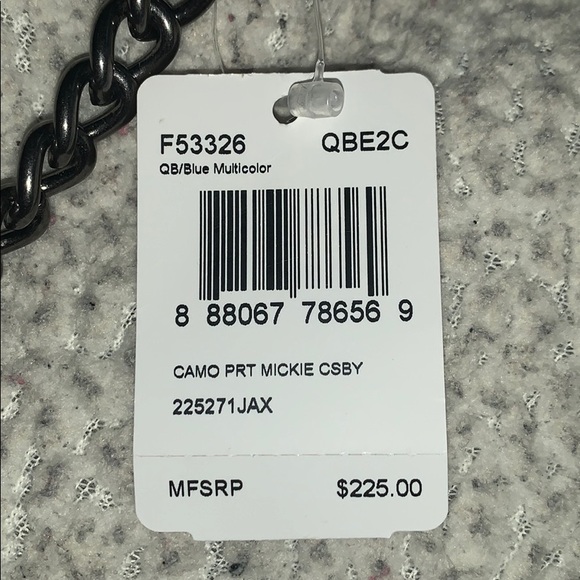 F53326 QBE2C
QB/Blue Multicolor
8 88067 78656 9
CAMO PRT MICKIE CSBY
225271JAX
MFSRP $225.00